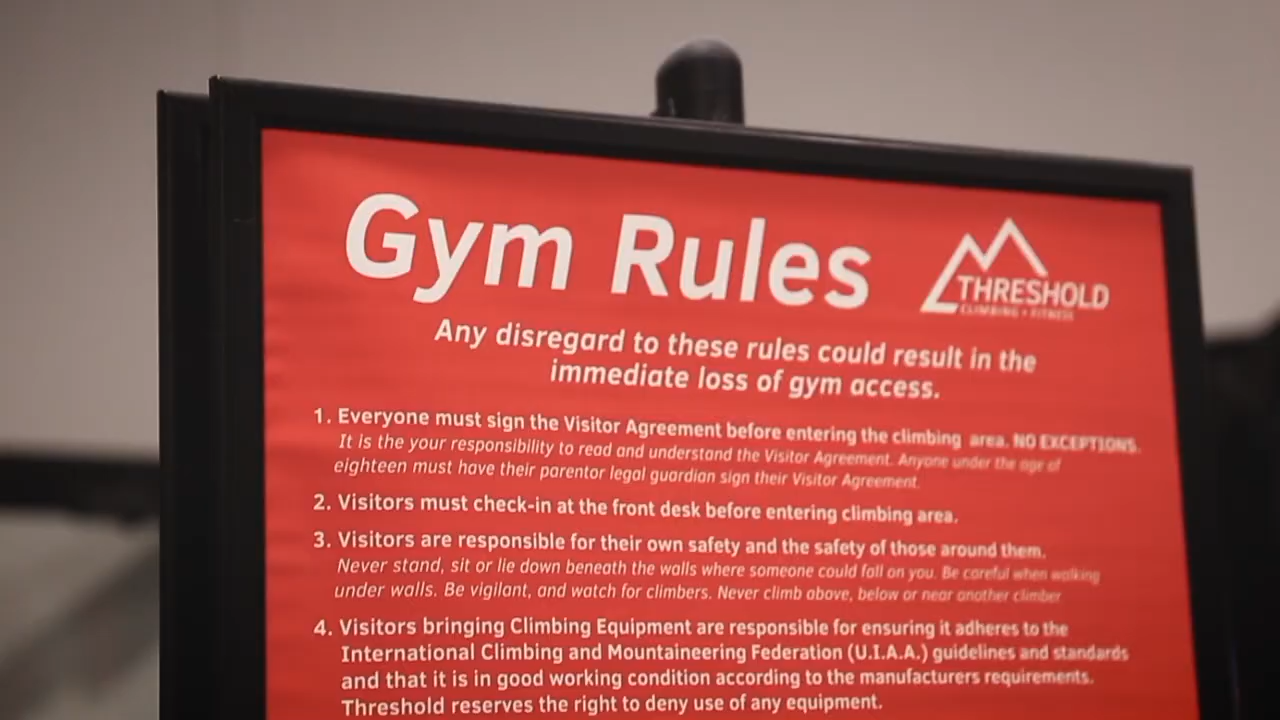 Gym Rules
THRESHOLD
CLIMBING + FITNESS
Any disregard to these rules could result in the
immediate loss of gym access.
1. Everyone must sign the Visitor Agreement before entering the climbing area. NO EXCEPTIONS.
It is the your responsibility to read and understand the Visitor Agreement. Anyone under the age of
eighteen must have their parentor legal guardian sign their Visitor Agreement.
2. Visitors must check-in at the front desk before entering climbing area.
3. Visitors are responsible for their own safety and the safety of those around them.
Never stand, sit or lie down beneath the walls where someone could fall on you. Be careful when walking
under walls. Be vigilant, and watch for climbers. Never climb above, below or near another climber
4. Visitors bringing Climbing Equipment are responsible for ensuring it adheres to the
International Climbing and Mountaineering Federation (U.I.A.A.) guidelines and standards
and that it is in good working condition according to the manufacturers requirements.
Threshold reserves the right to deny use of any equipment.